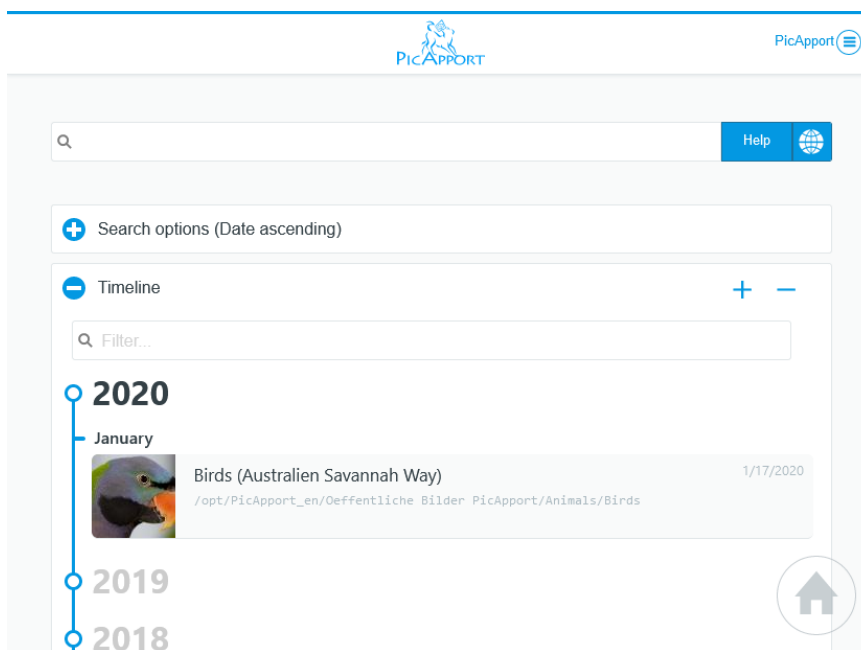 PICAPPORT
PicApport
Help
Search options (Date ascending)
Timeline
Filter...
2020
January
Birds (Australien Savannah Way)
1/17/2020
/opt/PicApport_en/Oeffentliche Bilder PicApport/Animals/Birds
2019
2018